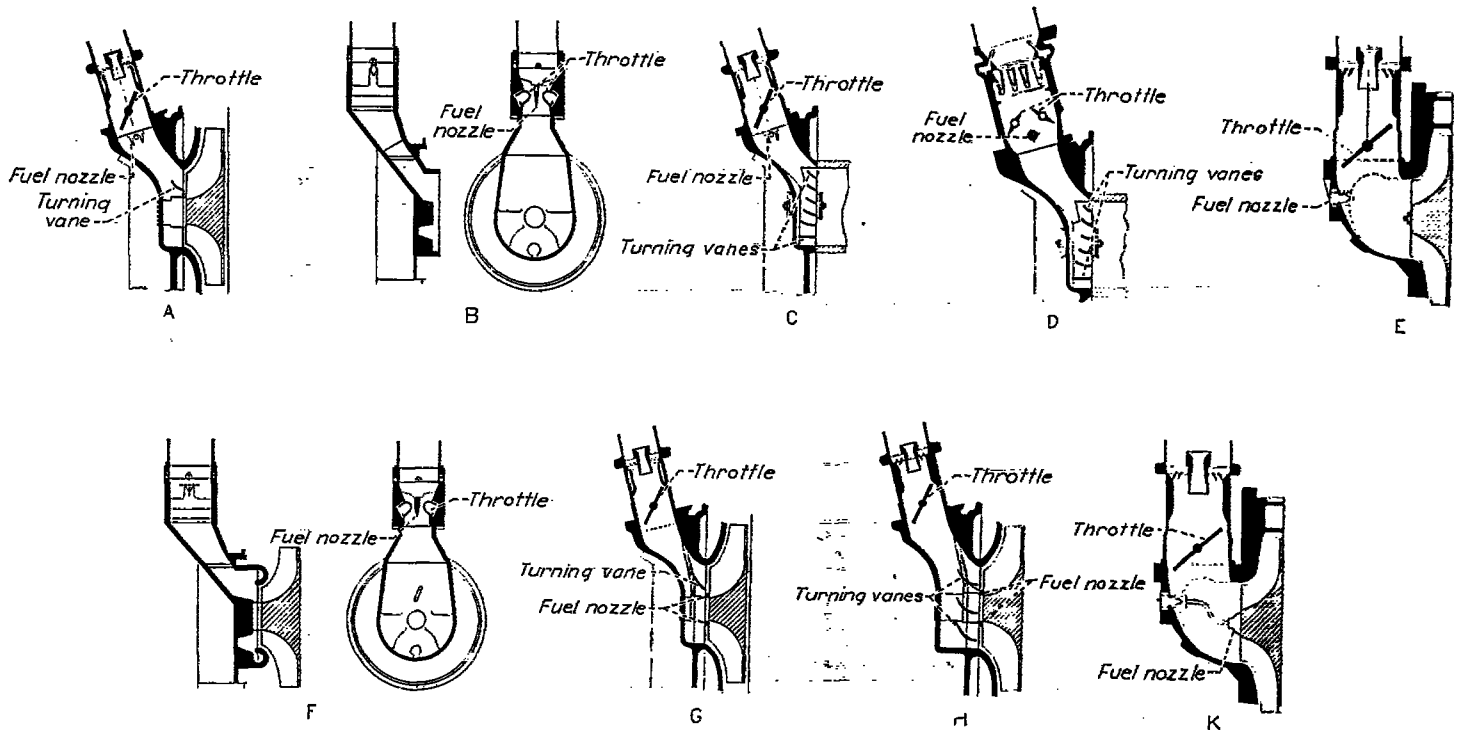 Throttle
Fuel nozzle
Turning
vane
A
Throttle
Fuel
nozzle
B
Throttle
Fuel nozzle
Turning vanes
C
Throttle
Fuel
nozzle
Turning vanes
D
Throttle
Fuel nozzle
E
Throttle
Fuel nozzle
F
Throttle
Turning vane
Fuel nozzle
G
Throttle
Turning vanes
Fuel nozzle
H
Throttle
Fuel nozzle
K